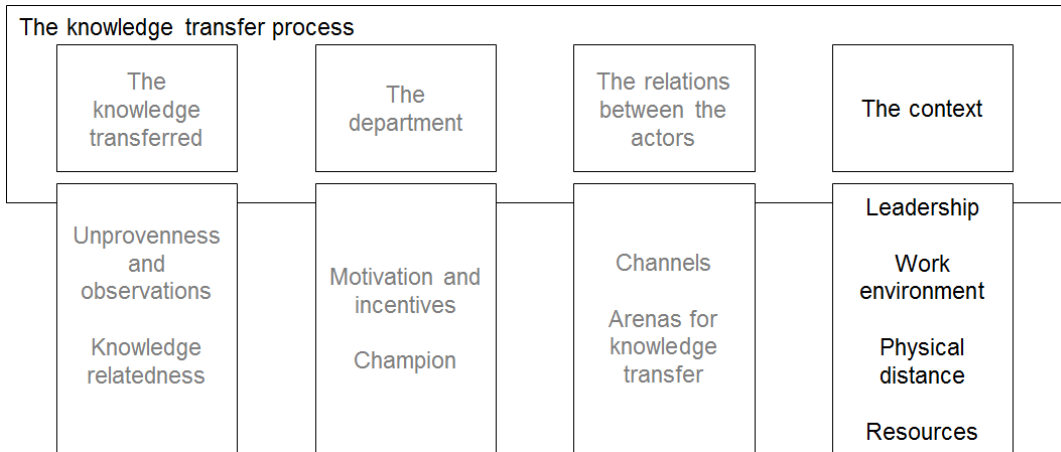 The knowledge transfer process
The
knowledge
transferred
The
department
The relations
between the
actors
The context
Unprovenness
and
observations
Knowledge
relatedness
Motivation and
incentives
Champion
Channels
Arenas for
knowledge
transfer
Leadership
Work
environment
Physical
distance
Resources